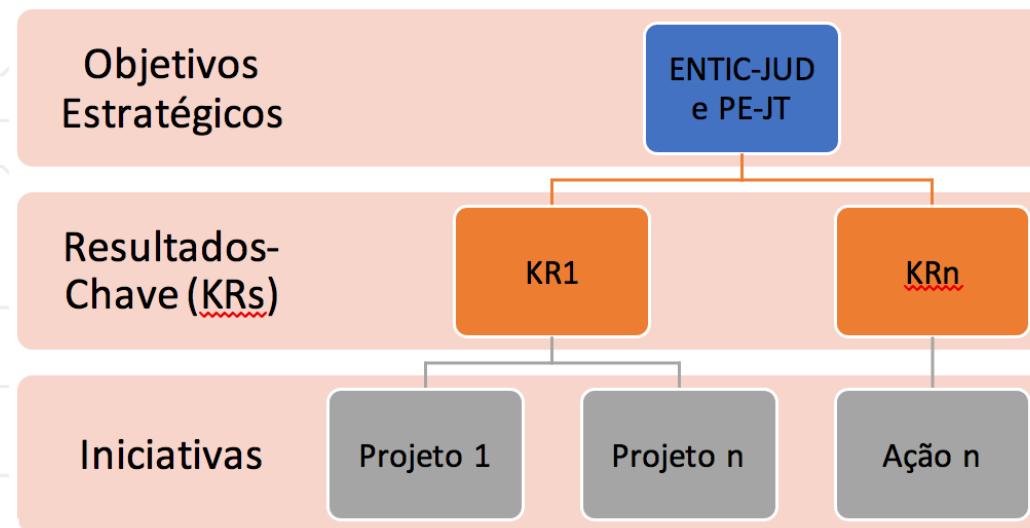 Objetivos
Estratégicos
ENTIC-JUD
e PE-JT
Resultados-
Chave (KRs)
KR1
KRn
Iniciativas
Projeto 1
Projeto n
Ação n